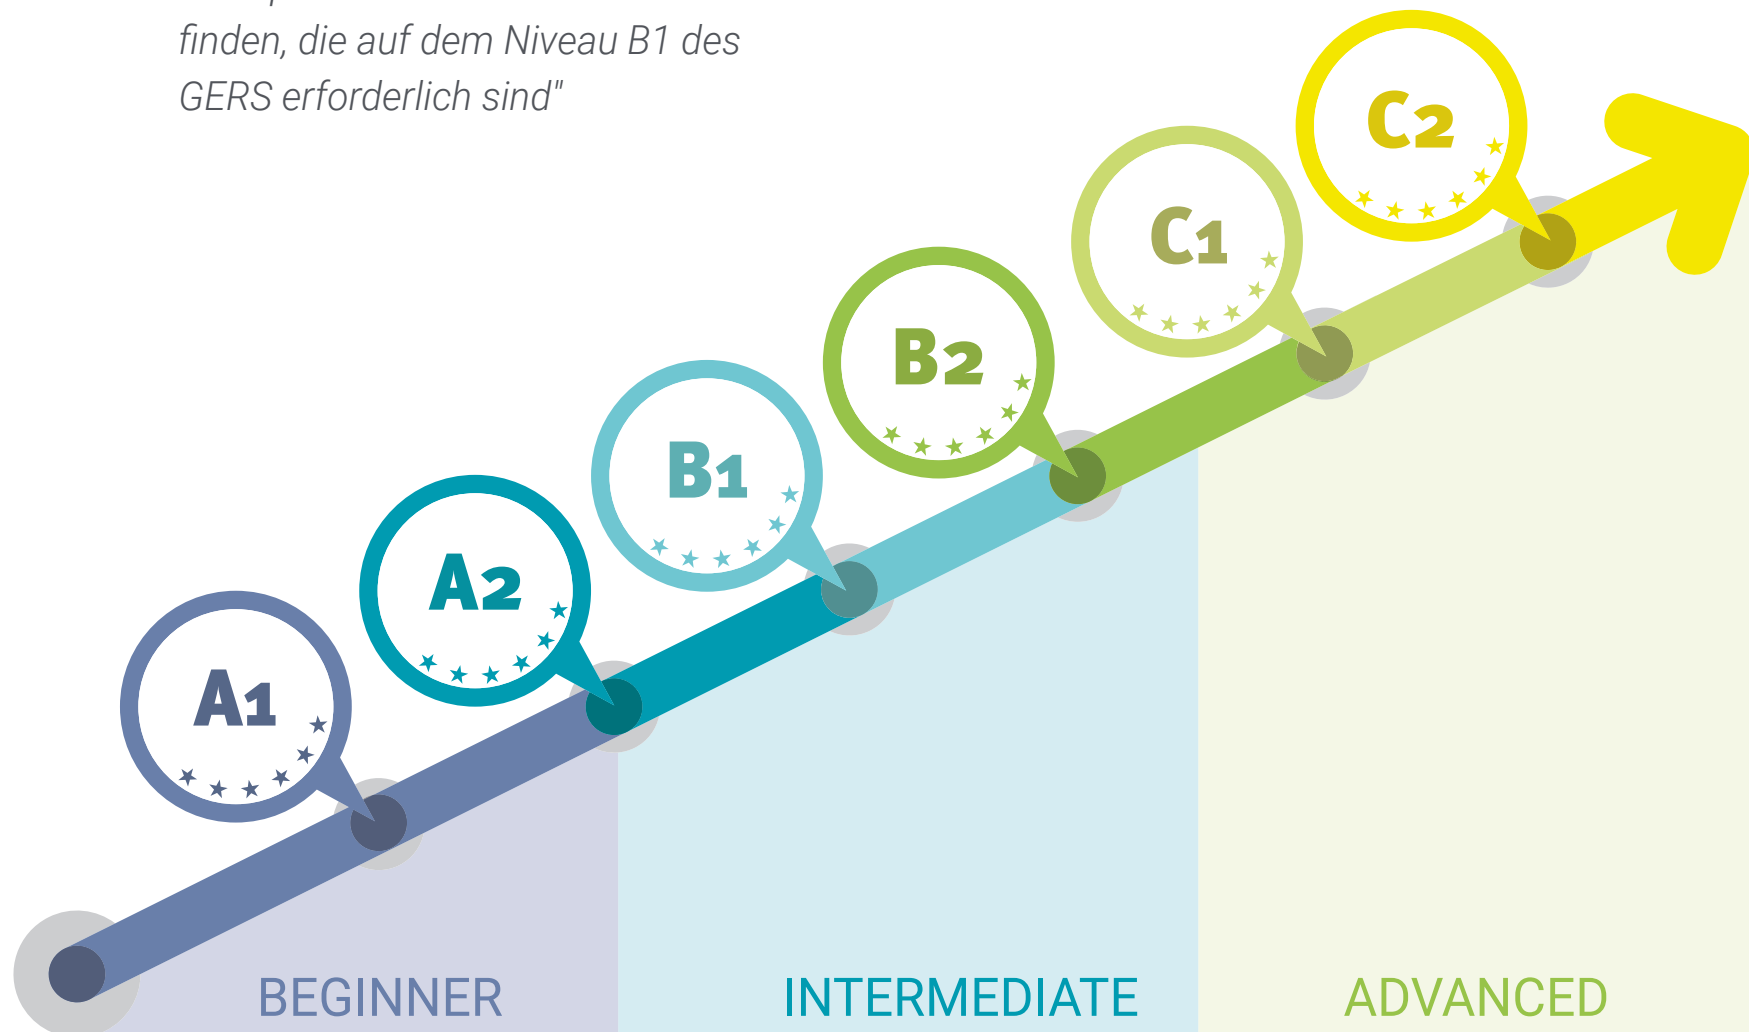 finden, die auf dem Niveau B1 des
GERS erforderlich sind"
C2
C1
B2
B1
A2
A1
BEGINNER INTERMEDIATE ADVANCED